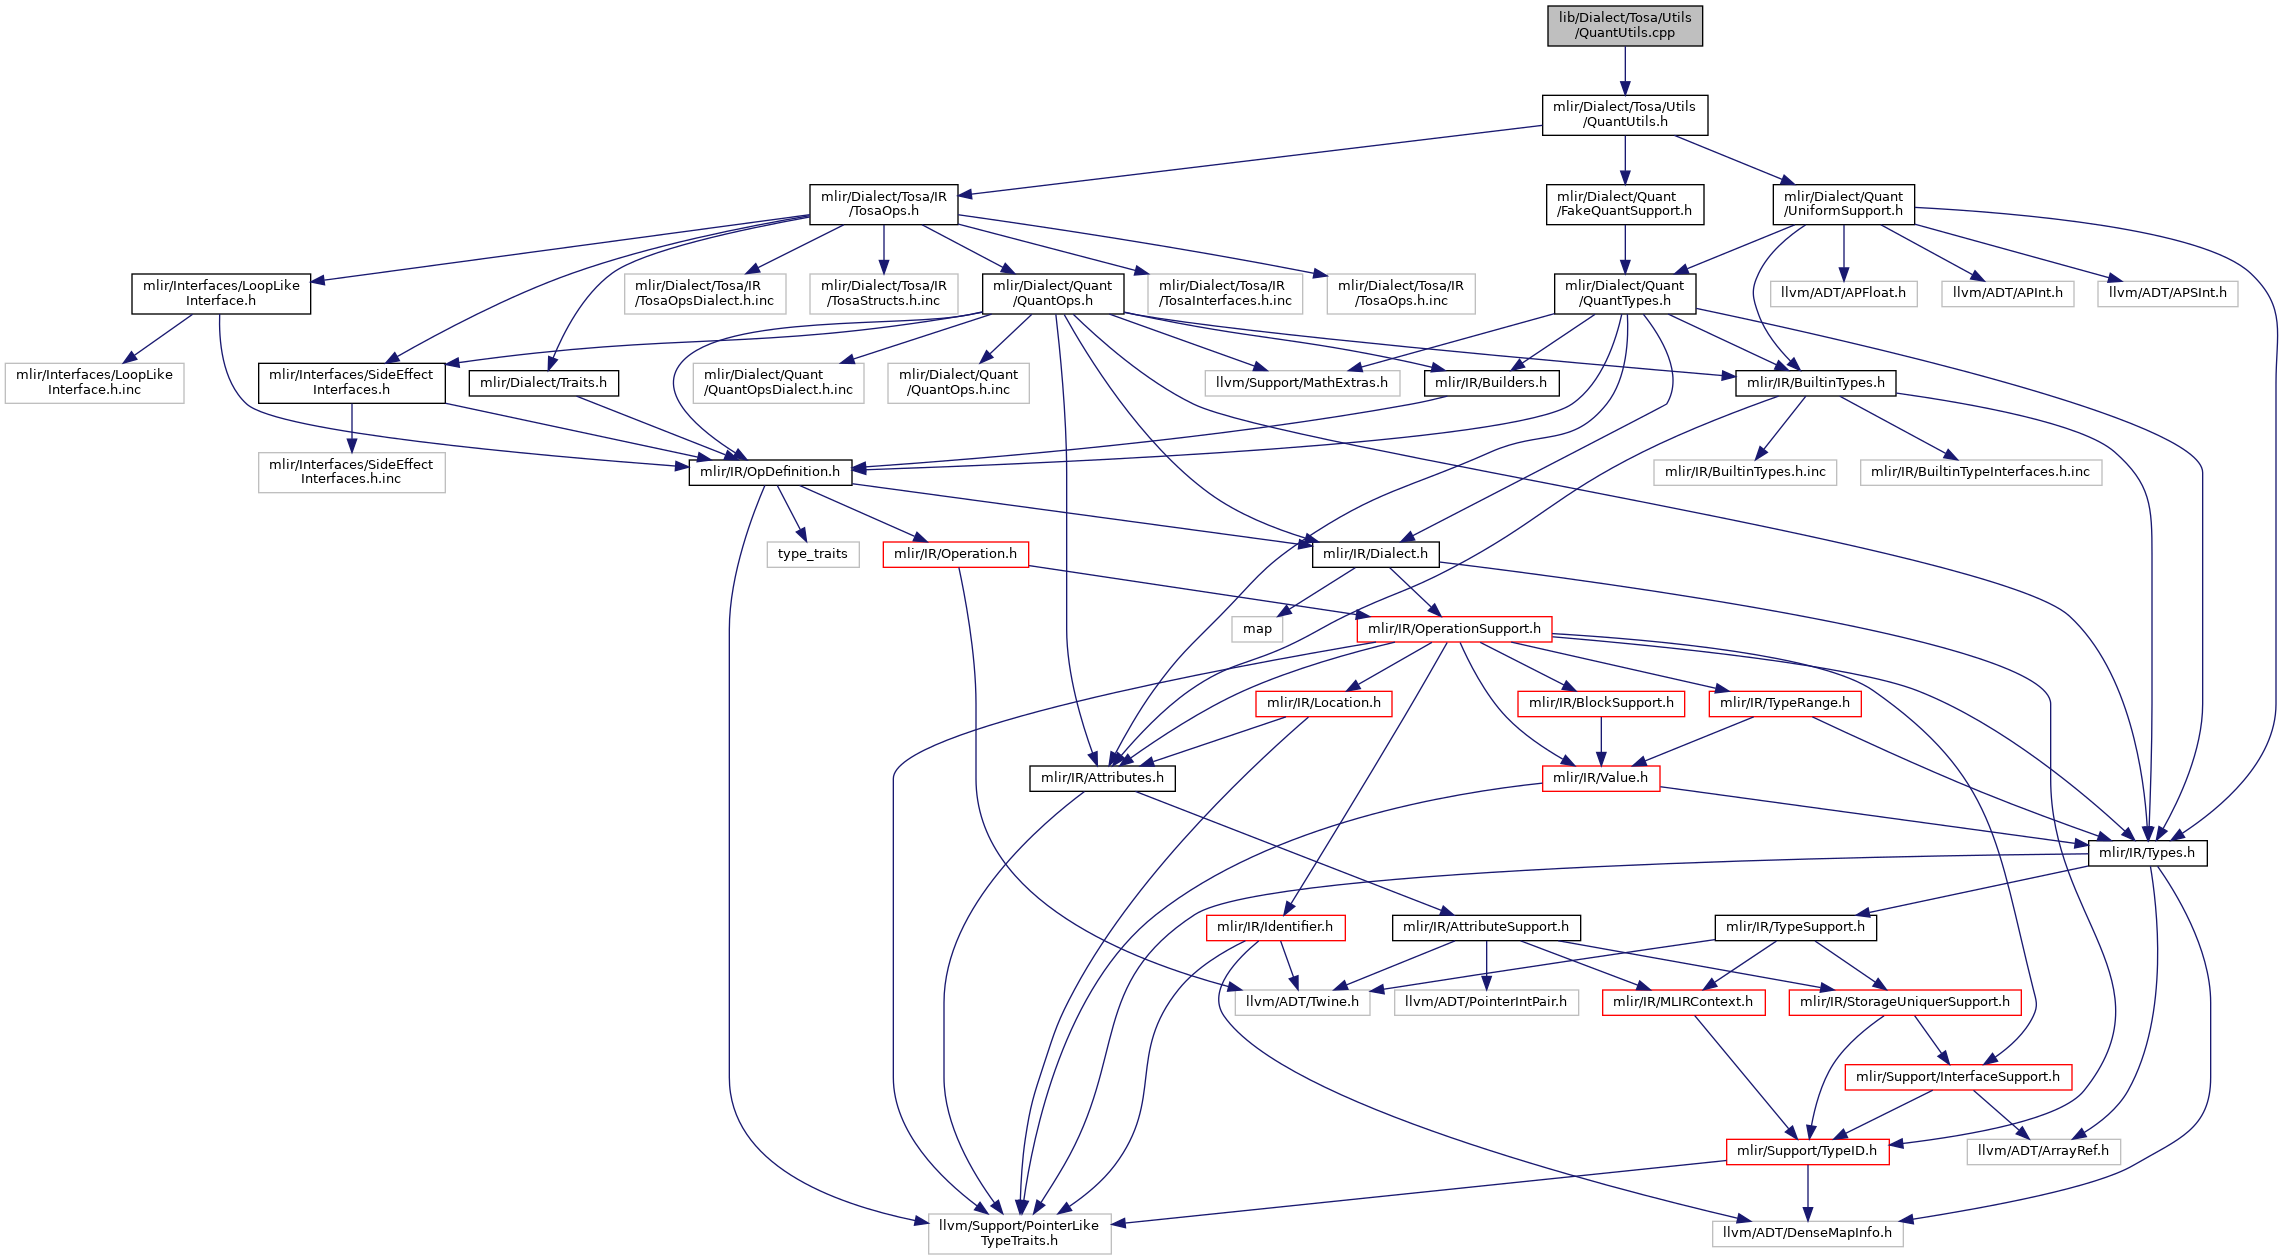 lib/Dialect/Tosa/Utils
/QuantUtils.cpp
mlir/Dialect/Tosa/Utils
/QuantUtils.h
mlir/Dialect/Tosa/IR
/TosaOps.h
mlir/Dialect/Quant
/FakeQuantSupport.h
mlir/Dialect/Quant
/UniformSupport.h
mlir/Interfaces/LoopLike
Interface.h
mlir/Dialect/Tosa/IR
/TosaOpsDialect.h.inc
mlir/Dialect/Tosa/IR
/TosaStructs.h.inc
mlir/Dialect/Quant
/QuantOps.h
mlir/Dialect/Tosa/IR
/TosaInterfaces.h.inc
mlir/Dialect/Tosa/IR
/TosaOps.h.inc
mlir/Dialect/Quant
/QuantTypes.h
llvm/ADT/APFloat.h
llvm/ADT/APInt.h
llvm/ADT/APSInt.h
mlir/Interfaces/LoopLike
Interface.h.inc
mlir/Interfaces/SideEffect
Interfaces.h
mlir/Dialect/Traits.h
mlir/Dialect/Quant
/QuantOpsDialect.h.inc
mlir/Dialect/Quant
/QuantOps.h.inc
llvm/Support/MathExtras.h
mlir/IR/Builders.h
mlir/IR/BuiltinTypes.h
mlir/Interfaces/SideEffect
Interfaces.h.inc
mlir/IR/OpDefinition.h
mlir/IR/BuiltinTypes.h.inc
mlir/IR/BuiltinTypeInterfaces.h.inc
type_traits
mlir/IR/Operation.h
mlir/IR/Dialect.h
map
mlir/IR/OperationSupport.h
mlir/IR/Location.h
mlir/IR/BlockSupport.h
mlir/IR/TypeRange.h
mlir/IR/Attributes.h
mlir/IR/Value.h
mlir/IR/Types.h
mlir/IR/Identifier.h
mlir/IR/AttributeSupport.h
mlir/IR/TypeSupport.h
llvm/ADT/Twine.h
llvm/ADT/PointerIntPair.h
mlir/IR/MLIRContext.h
mlir/IR/StorageUniquerSupport.h
mlir/Support/InterfaceSupport.h
mlir/Support/TypeID.h
llvm/ADT/ArrayRef.h
llvm/Support/PointerLike
TypeTraits.h
llvm/ADT/DenseMapInfo.h